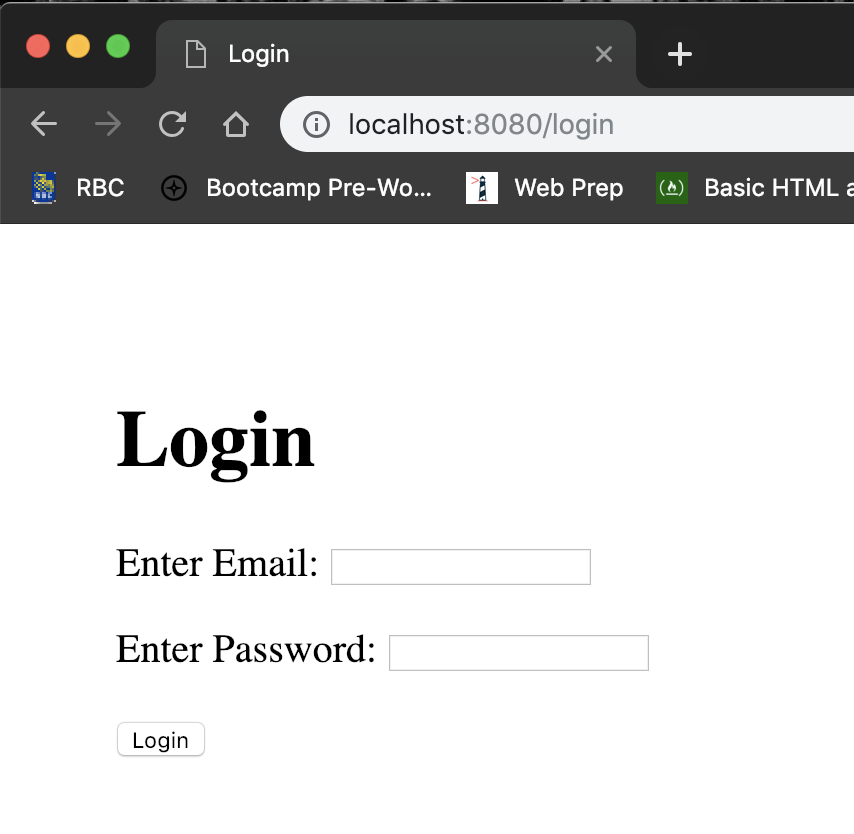 Login
localhost:8080/login
RBC Bootcamp Pre-Wo... Web Prep Basic HTML a
Login
Enter Email:
Enter Password:
Login